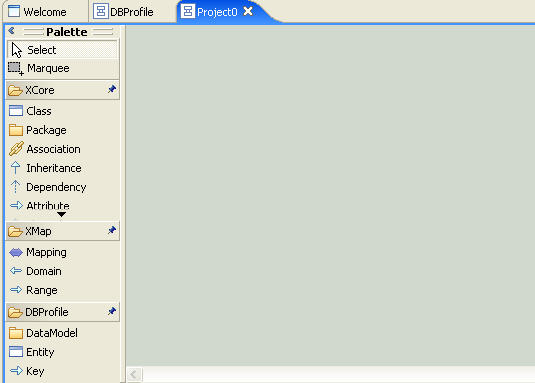 Welcome DBProfile Project0
Palette
Select
Marquee
XCore
Class
Package
Association
Inheritance
Dependency
Attribute
XMap
Mapping
Domain
Range
DBProfile
DataModel
Entity
Key